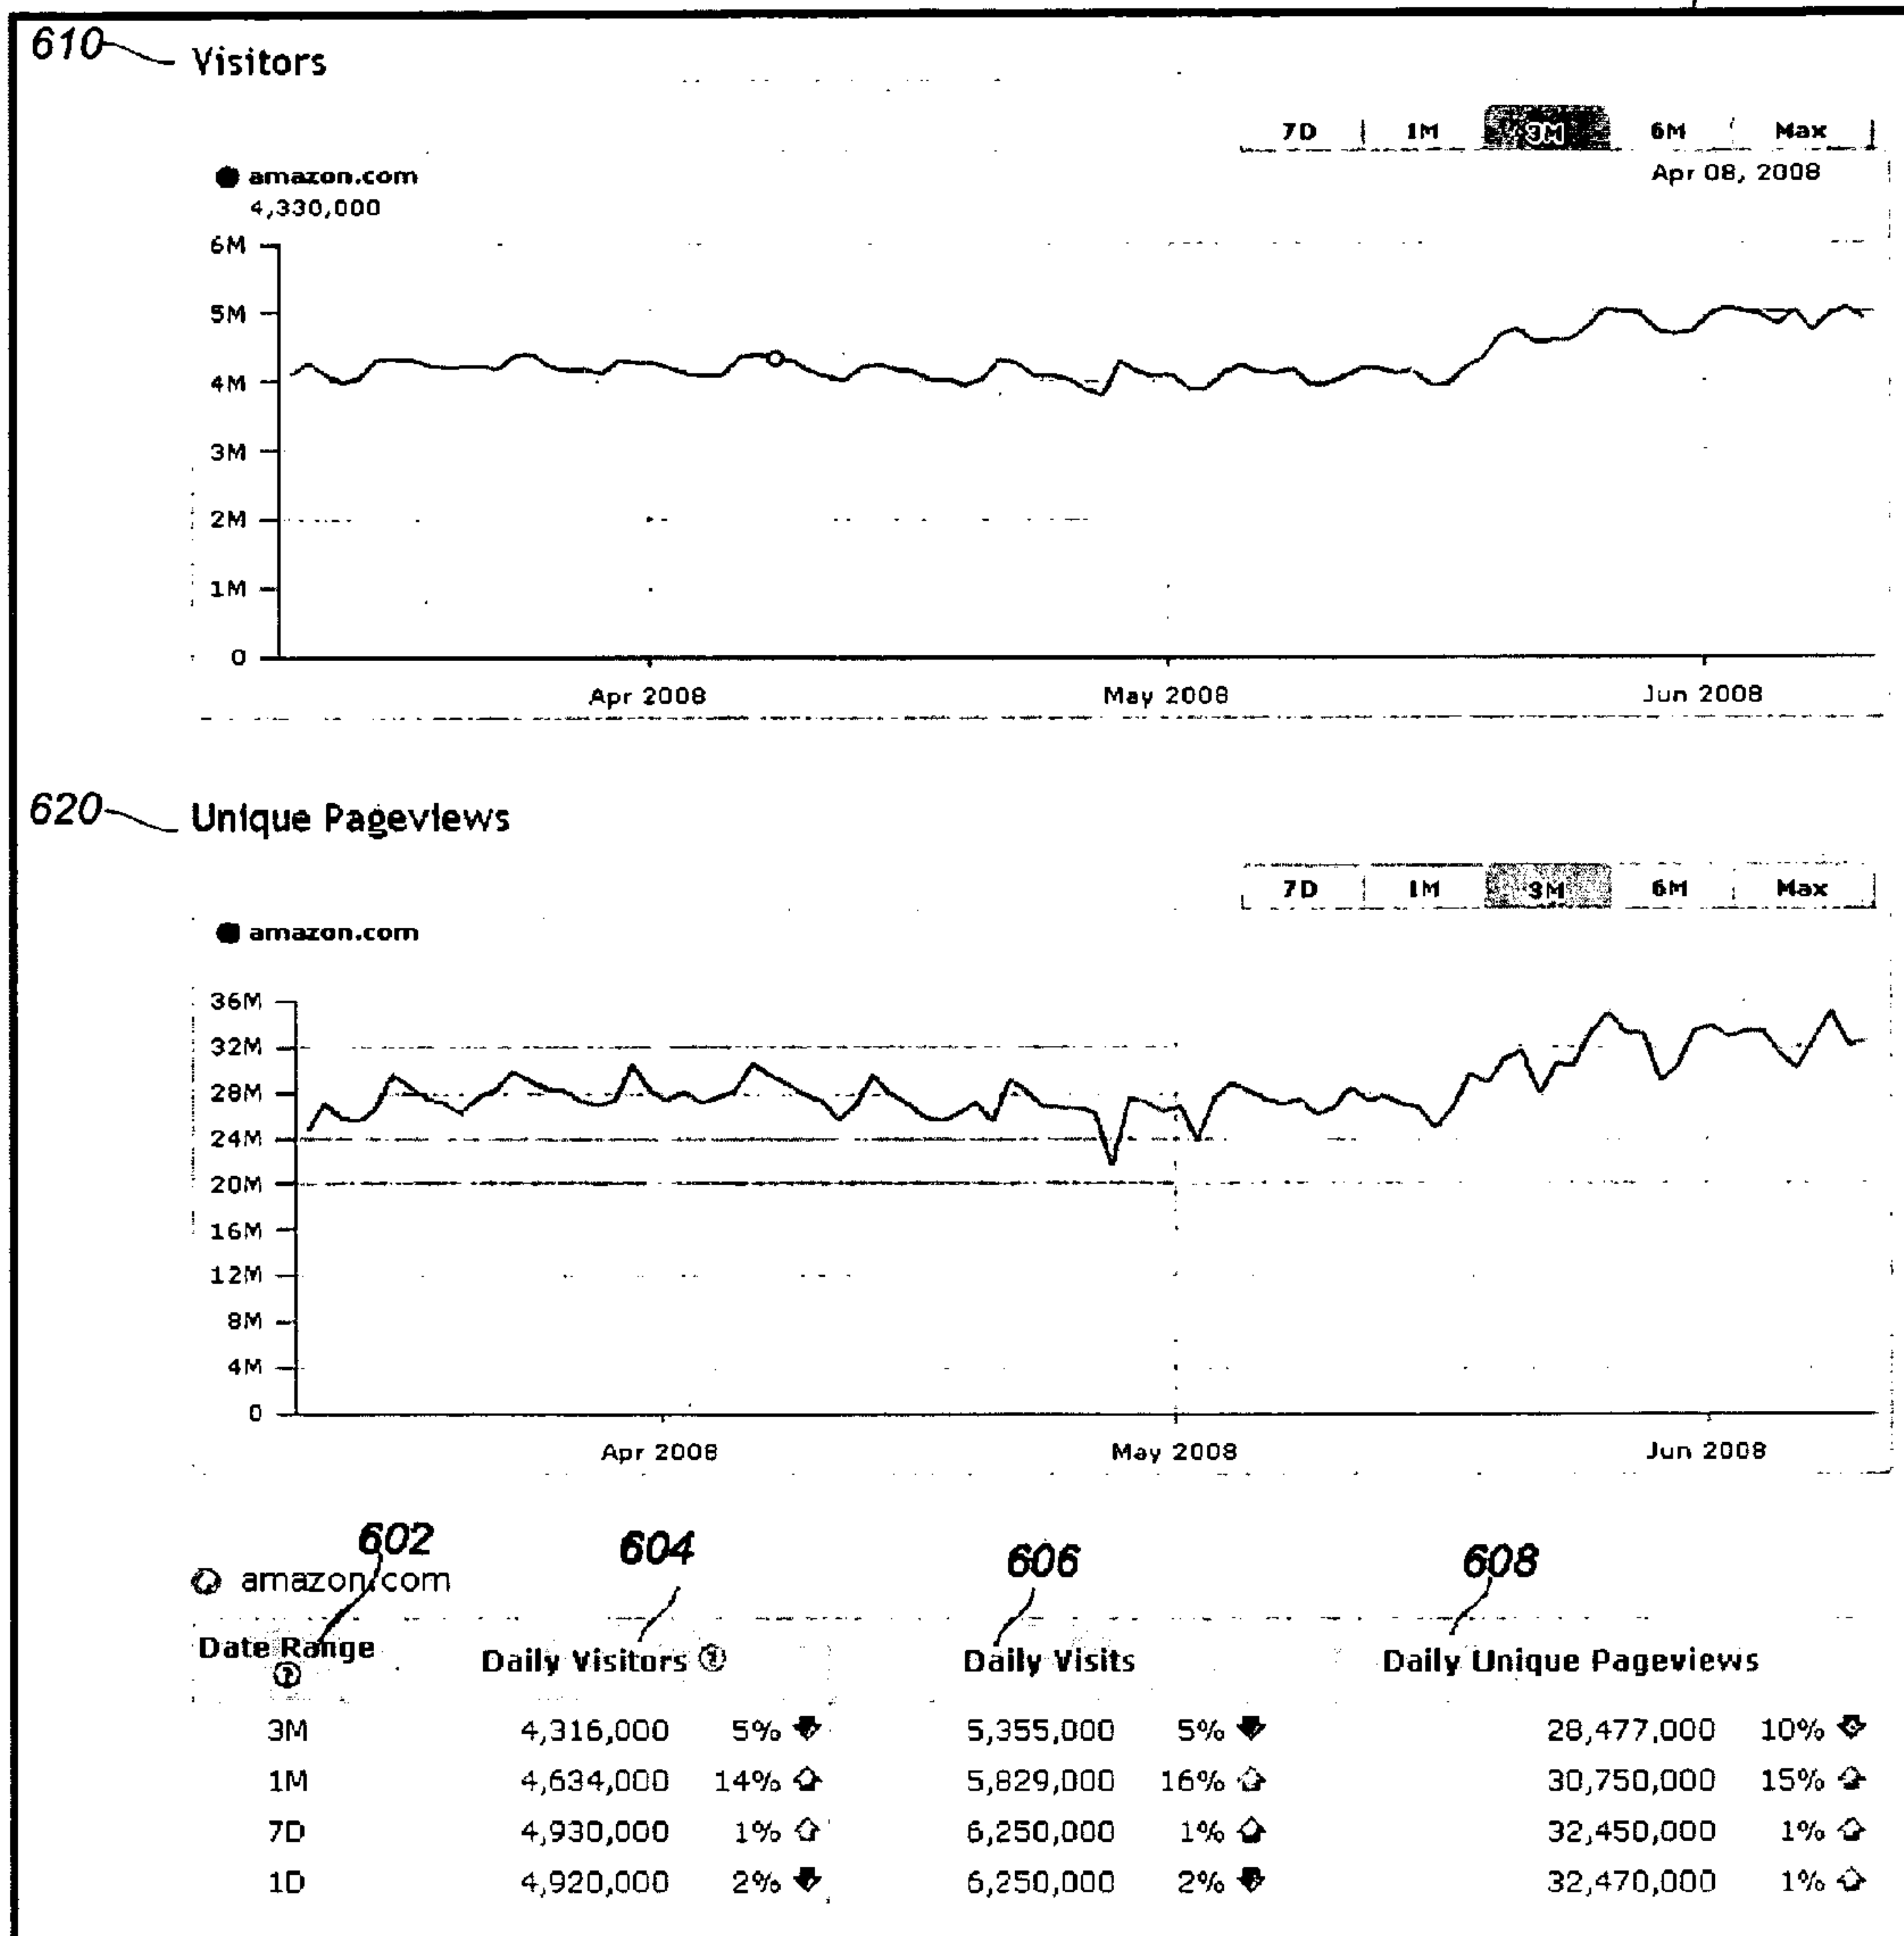 610 Visitors
7D 1M 3M 6M Max
Apr 08, 2008
amazon.com
4,330,000
6M
5M
4M
3M
2M
1M
0
Apr 2008 May 2008 Jun 2008
620 Unique Pageviews
7D 1M 3M 6M Max
amazon.com
36M
32M
28M
24M
20M
16M
12M
8M
4M
0
Apr 2008 May 2008 Jun 2008
602 604 606 608
amazon.com
Date Range ? Daily Visitors ? Daily Visits Daily Unique Pageviews
3M 4,316,000 5% 5,355,000 5% 28,477,000 10%
1M 4,634,000 14% 5,829,000 16% 30,750,000 15%
7D 4,930,000 1% 6,250,000 1% 32,450,000 1%
1D 4,920,000 2% 6,250,000 2% 32,470,000 1%